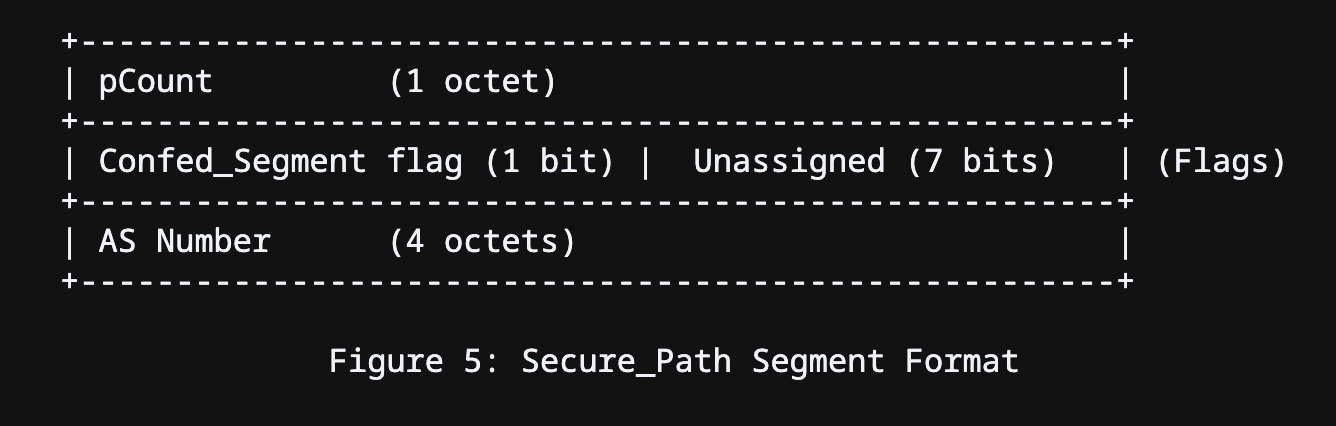 +------------------------------------------------------+
| pCount         (1 octet)                             |
+------------------------------------------------------+
| Confed_Segment flag (1 bit) |  Unassigned (7 bits)   | (Flags)
+------------------------------------------------------+
| AS Number      (4 octets)                            |
+------------------------------------------------------+
Figure 5: Secure_Path Segment Format